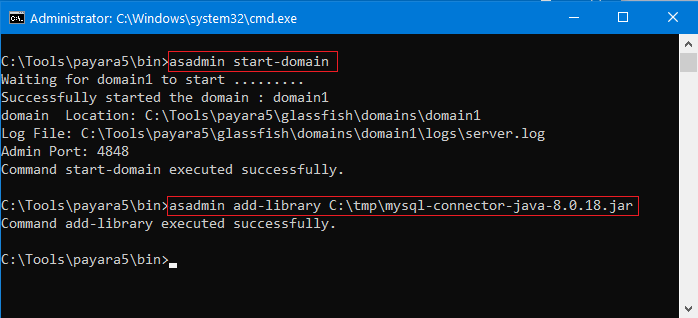 Administrator: C:\Windows\system32\cmd.exe
C:\Tools\payara5\bin>asadmin start-domain
Waiting for domain1 to start .........
Successfully started the domain : domain1
domain  Location: C:\Tools\payara5\glassfish\domains\domain1
Log File: C:\Tools\payara5\glassfish\domains\domain1\logs\server.log
Admin Port: 4848
Command start-domain executed successfully.
C:\Tools\payara5\bin>asadmin add-library C:\tmp\mysql-connector-java-8.0.18.jar
Command add-library executed successfully.
C:\Tools\payara5\bin>